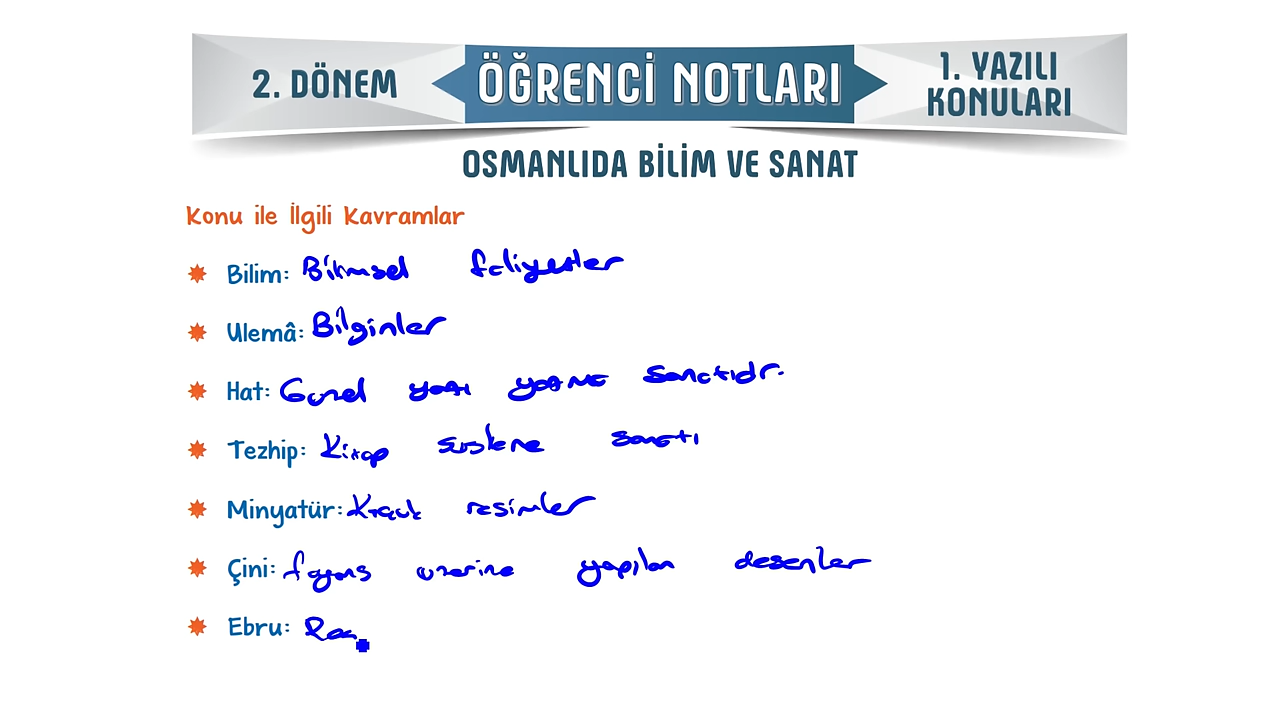 2. DÖNEM
ÖĞRENCİ NOTLARI
1. YAZILI
KONULARI
OSMANLIDA BİLİM VE SANAT
Konu ile İlgili Kavramlar
Bilim: Bilimsel faliyetler
Ulemâ: Bilginler
Hat: Güzel yazı yazma sanatıdır.
Tezhip: Kitap süsleme sanatı
Minyatür: Küçük resimler
Çini: fayans üzerine yapılan desenler
Ebru: